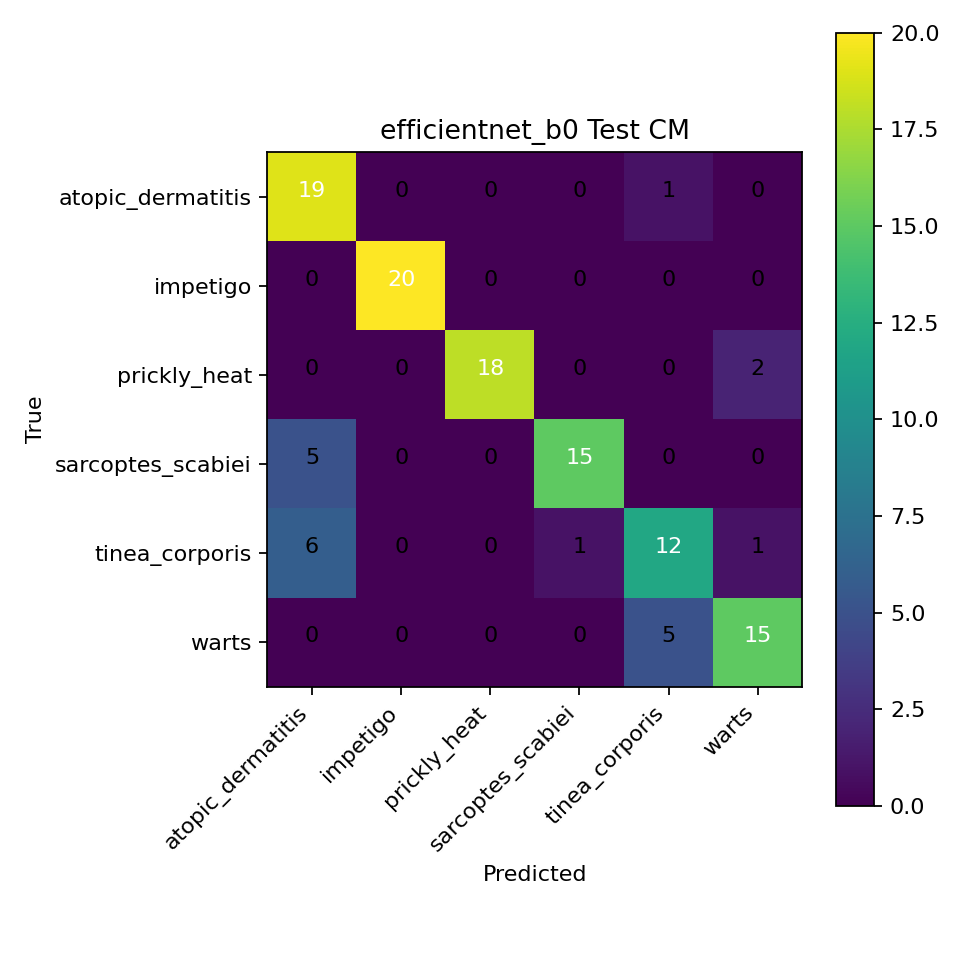 efficientnet_b0 Test CM
True
atopic_dermatitis 19 0 0 0 1 0
impetigo 0 20 0 0 0 0
prickly_heat 0 0 18 0 0 2
sarcoptes_scabiei 5 0 0 15 0 0
tinea_corporis 6 0 0 1 12 1
warts 0 0 0 0 5 15
atopic_dermatitis
impetigo
prickly_heat
sarcoptes_scabiei
tinea_corporis
warts
Predicted
20.0
17.5
15.0
12.5
10.0
7.5
5.0
2.5
0.0